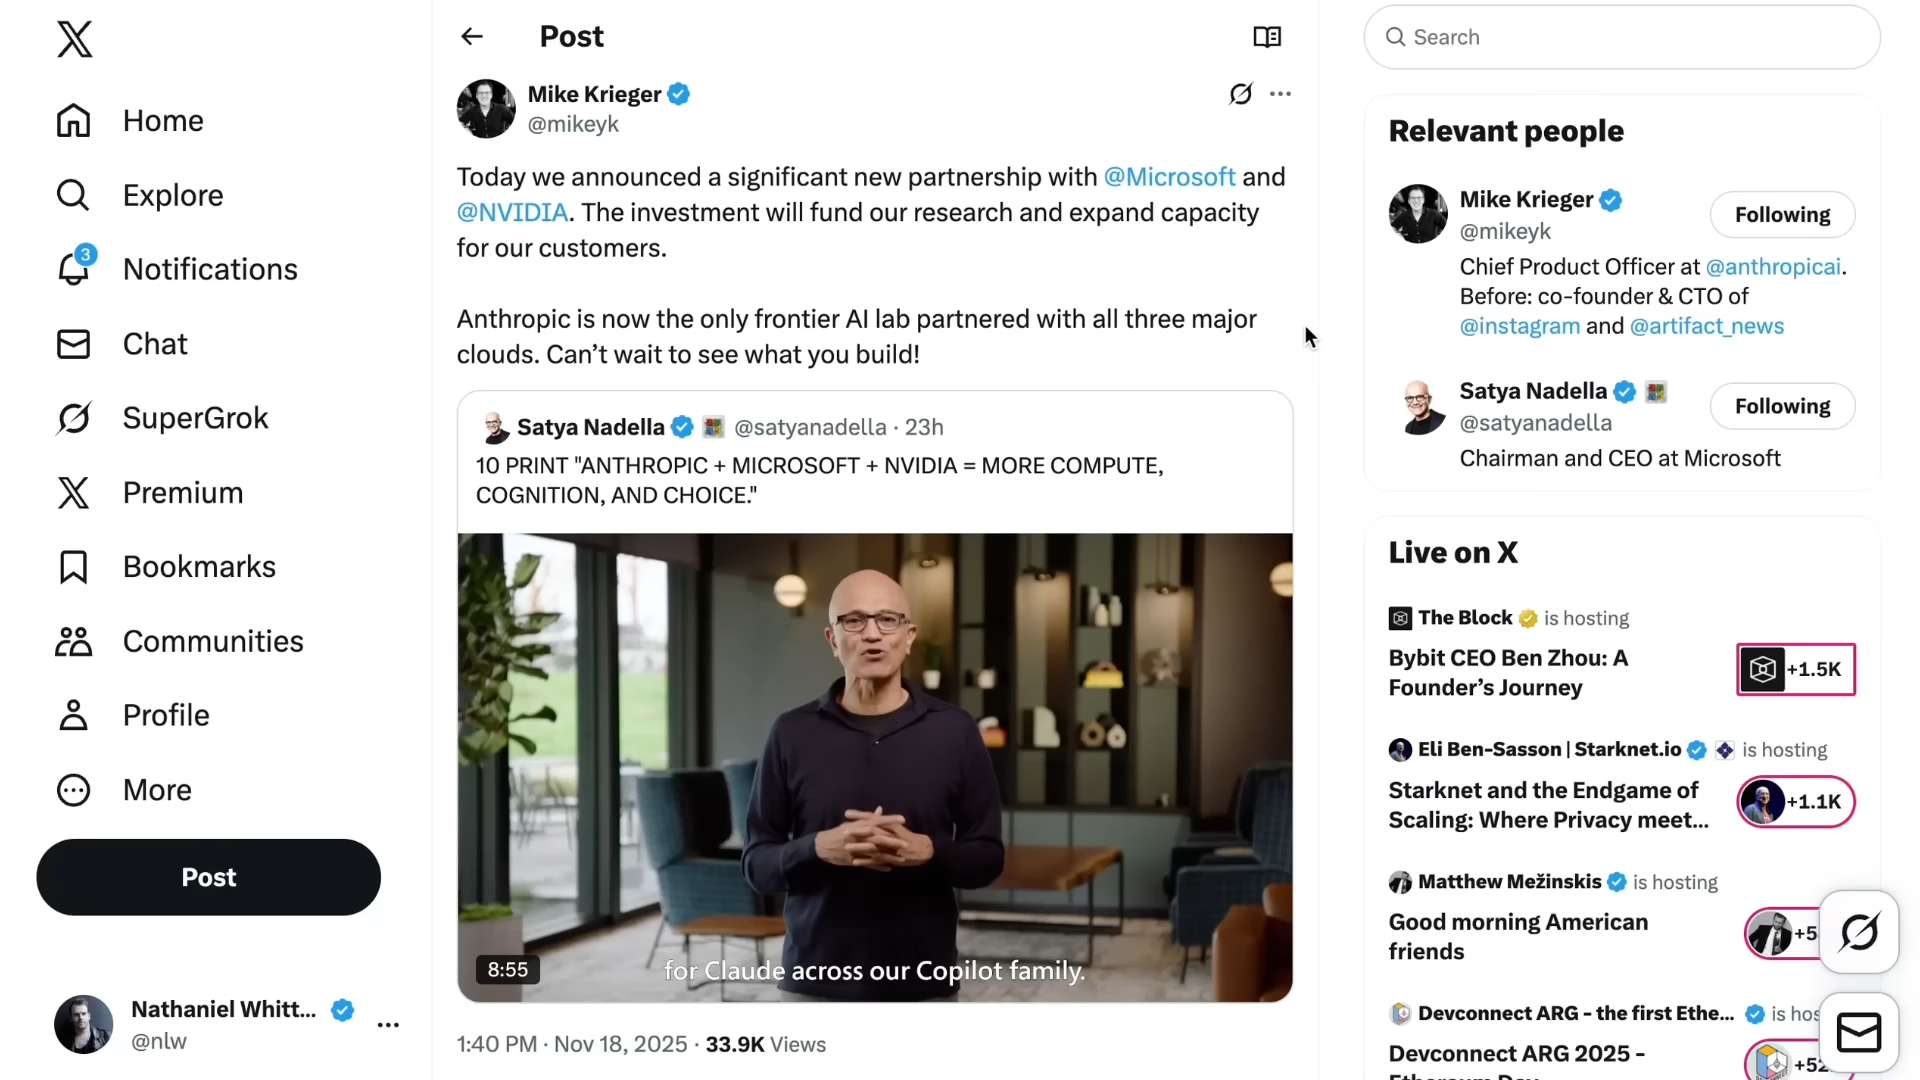 Home
Explore
3
Notifications
Chat
SuperGrok
Premium
Bookmarks
Communities
Profile
More
Post
Nathaniel Whitt...
@nlw
Post
Mike Krieger
@mikeyk
Today we announced a significant new partnership with @Microsoft and
@NVIDIA. The investment will fund our research and expand capacity
for our customers.
Anthropic is now the only frontier AI lab partnered with all three major
clouds. Can’t wait to see what you build!
Satya Nadella @satyanadella · 23h
10 PRINT "ANTHROPIC + MICROSOFT + NVIDIA = MORE COMPUTE,
COGNITION, AND CHOICE."
8:55
for Claude across our Copilot family.
1:40 PM · Nov 18, 2025 · 33.9K Views
Search
Relevant people
Mike Krieger
Following
@mikeyk
Chief Product Officer at @anthropicai.
Before: co-founder & CTO of
@instagram and @artifact_news
Satya Nadella
Following
@satyanadella
Chairman and CEO at Microsoft
Live on X
The Block is hosting
Bybit CEO Ben Zhou: A
Founder’s Journey
+1.5K
Eli Ben-Sasson | Starknet.io is hosting
Starknet and the Endgame of
Scaling: Where Privacy meet...
+1.1K
Matthew Mežinskis is hosting
Good morning American
friends
Devconnect ARG - the first Ethe... is
Devconnect ARG 2025 -
Ethereum Day